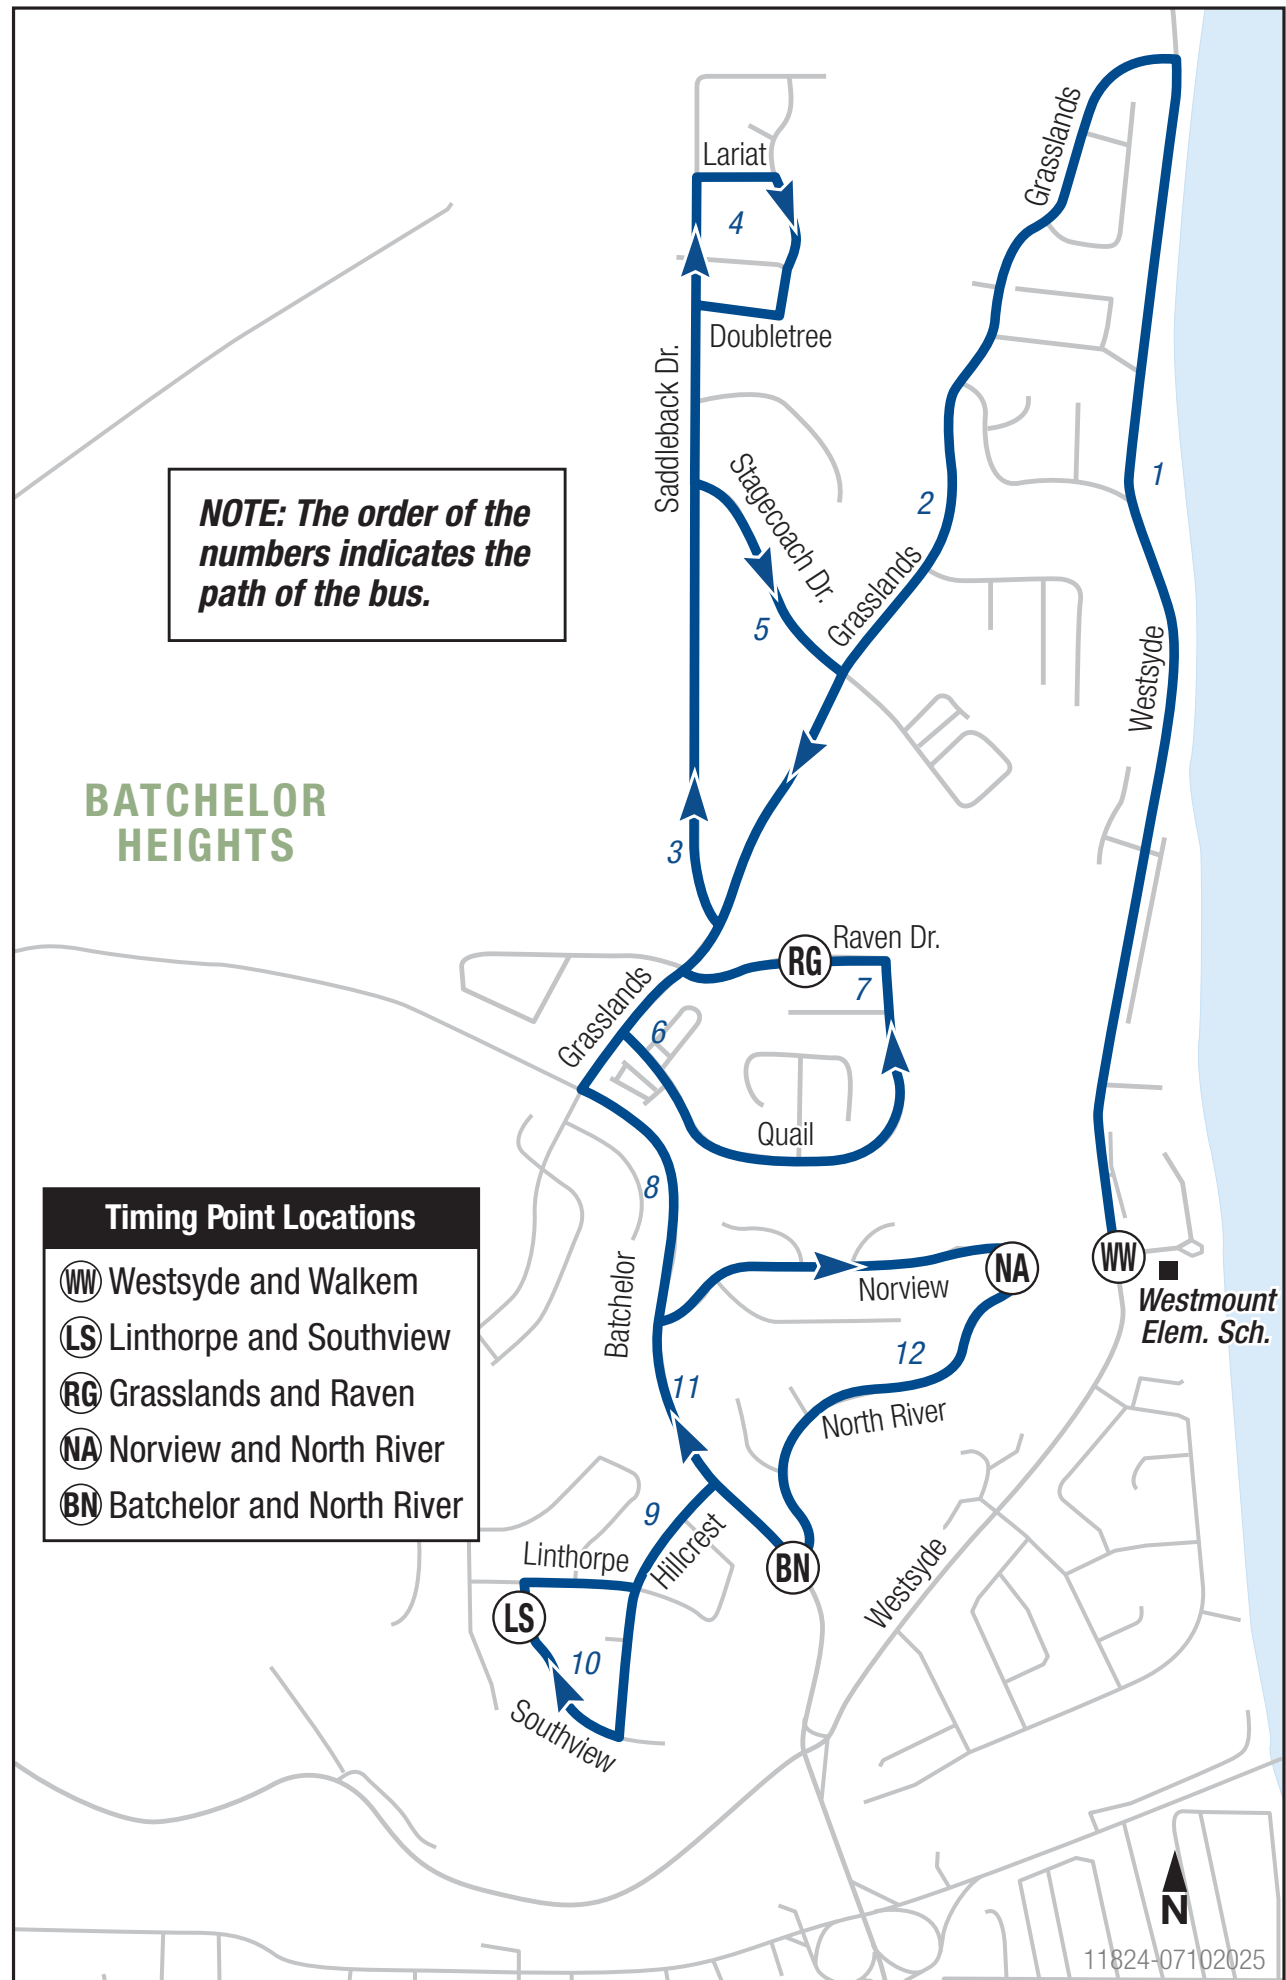 Grasslands
Lariat
4
Doubletree
Saddleback Dr.
Stagecoach Dr.
1
2
NOTE: The order of the
numbers indicates the
path of the bus.
Grasslands
5
Westsyde
BATCHELOR
HEIGHTS
3
RG
Raven Dr.
7
Grasslands
6
Quail
8
Timing Point Locations
WW Westsyde and Walkem
LS Linthorpe and Southview
RG Grasslands and Raven
NA Norview and North River
BN Batchelor and North River
Batchelor
Norview
NA
WW
Westmount
Elem. Sch.
12
11
North River
9
Hillcrest
Linthorpe
BN
Westsyde
LS
10
Southview
N
11824-07102025